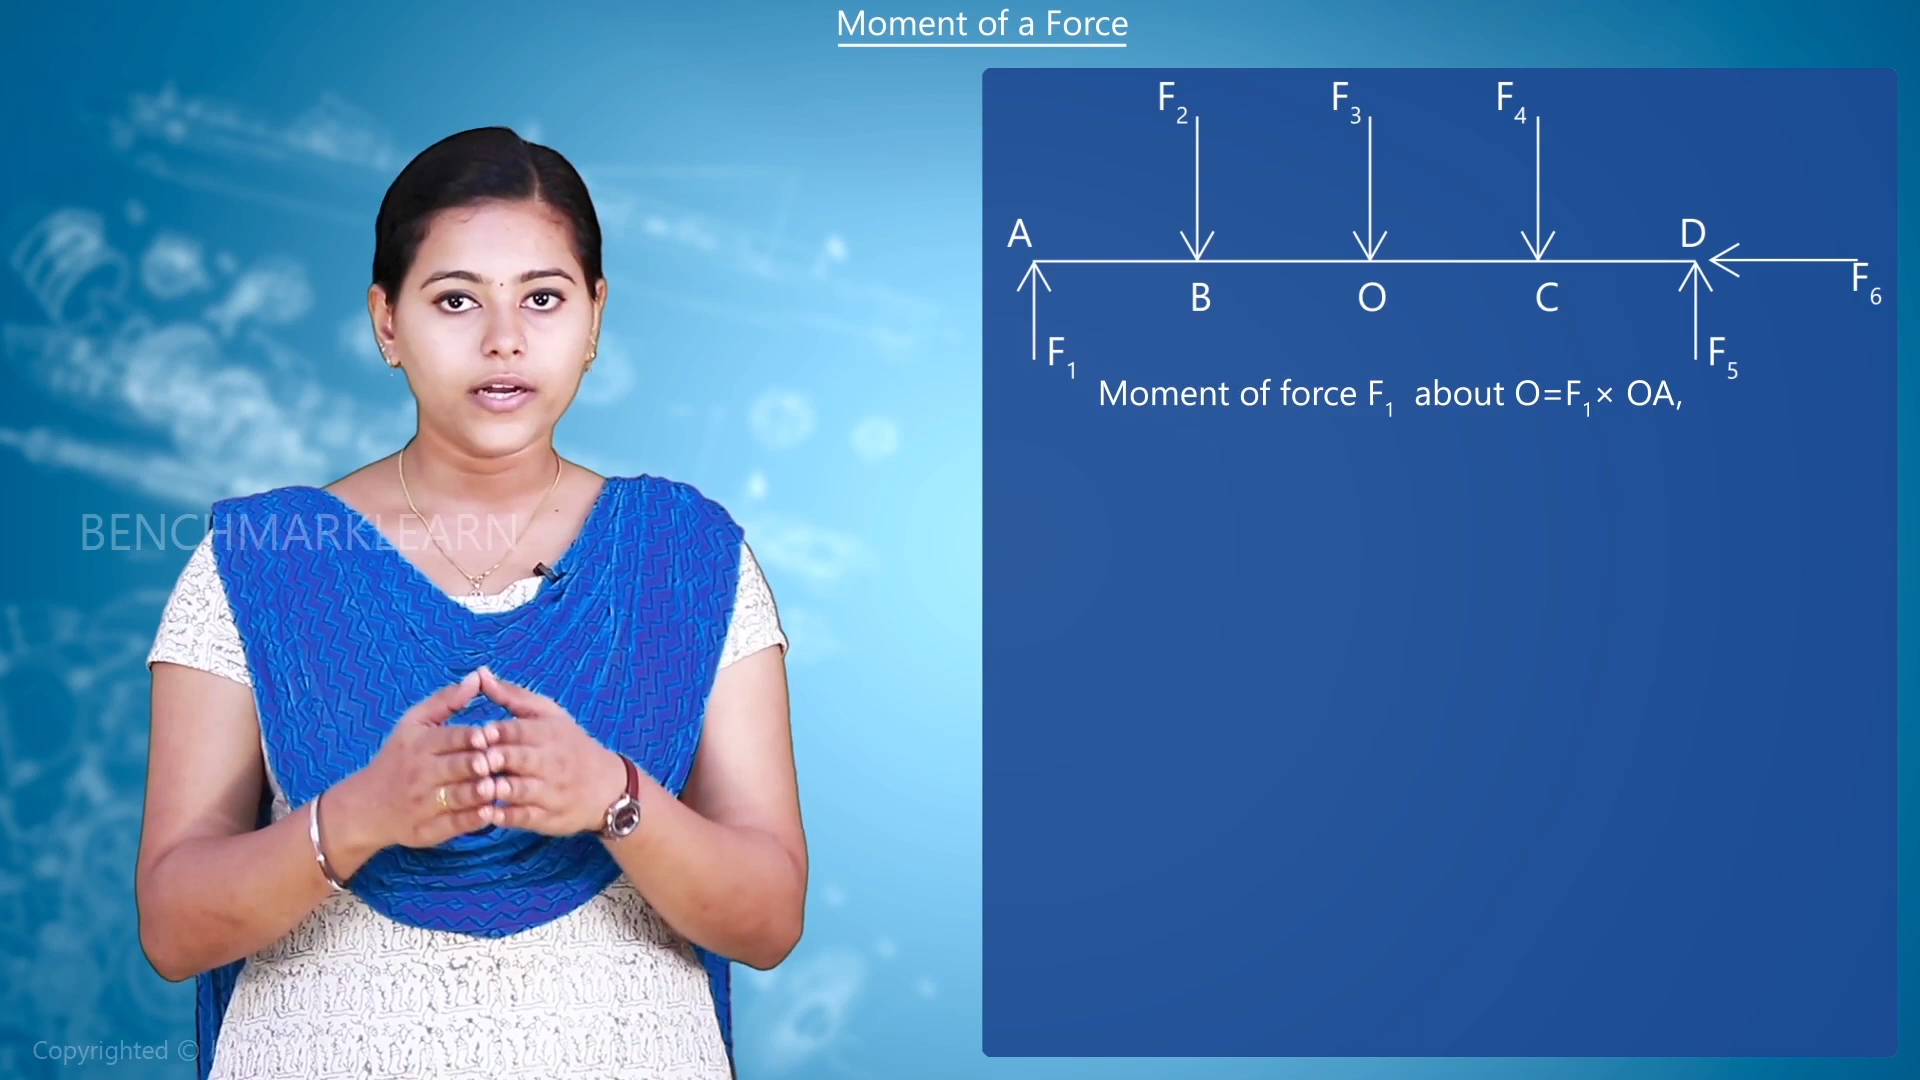 Moment of a Force
F₂ F₃ F₄
A D
B O C F₆
F₁ F₅
Moment of force F₁ about O=F₁× OA,
BENCHMARKLEARN
Copyrighted ©